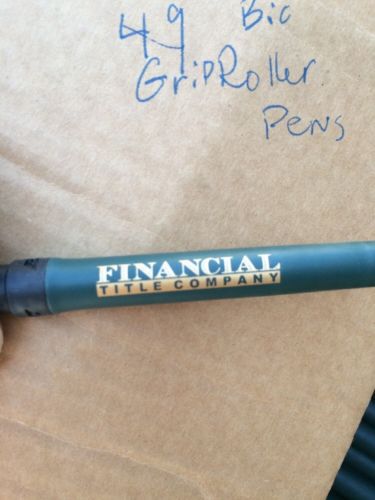 49 Bic
GripRoller
Pens
FINANCIAL
TITLE COMPANY